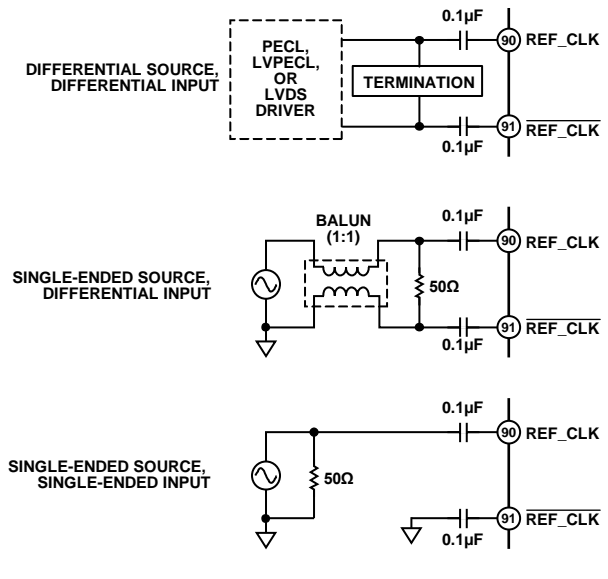 0.1µF
PECL,
LVPECL,
OR
LVDS
DRIVER
90 REF_CLK
DIFFERENTIAL SOURCE,
DIFFERENTIAL INPUT
TERMINATION
91 REF_CLK
0.1µF
BALUN
(1:1)
0.1µF
90 REF_CLK
SINGLE-ENDED SOURCE,
DIFFERENTIAL INPUT
50Ω
91 REF_CLK
0.1µF
0.1µF
90 REF_CLK
SINGLE-ENDED SOURCE,
SINGLE-ENDED INPUT
50Ω
91 REF_CLK
0.1µF